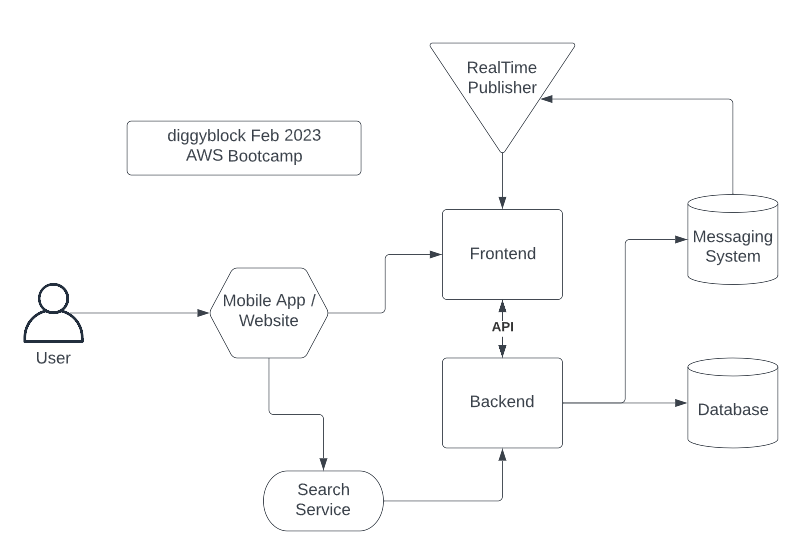 RealTime
Publisher
diggyblock Feb 2023
AWS Bootcamp
Frontend
Messaging
System
Mobile App /
Website
API
User
Backend
Database
Search
Service